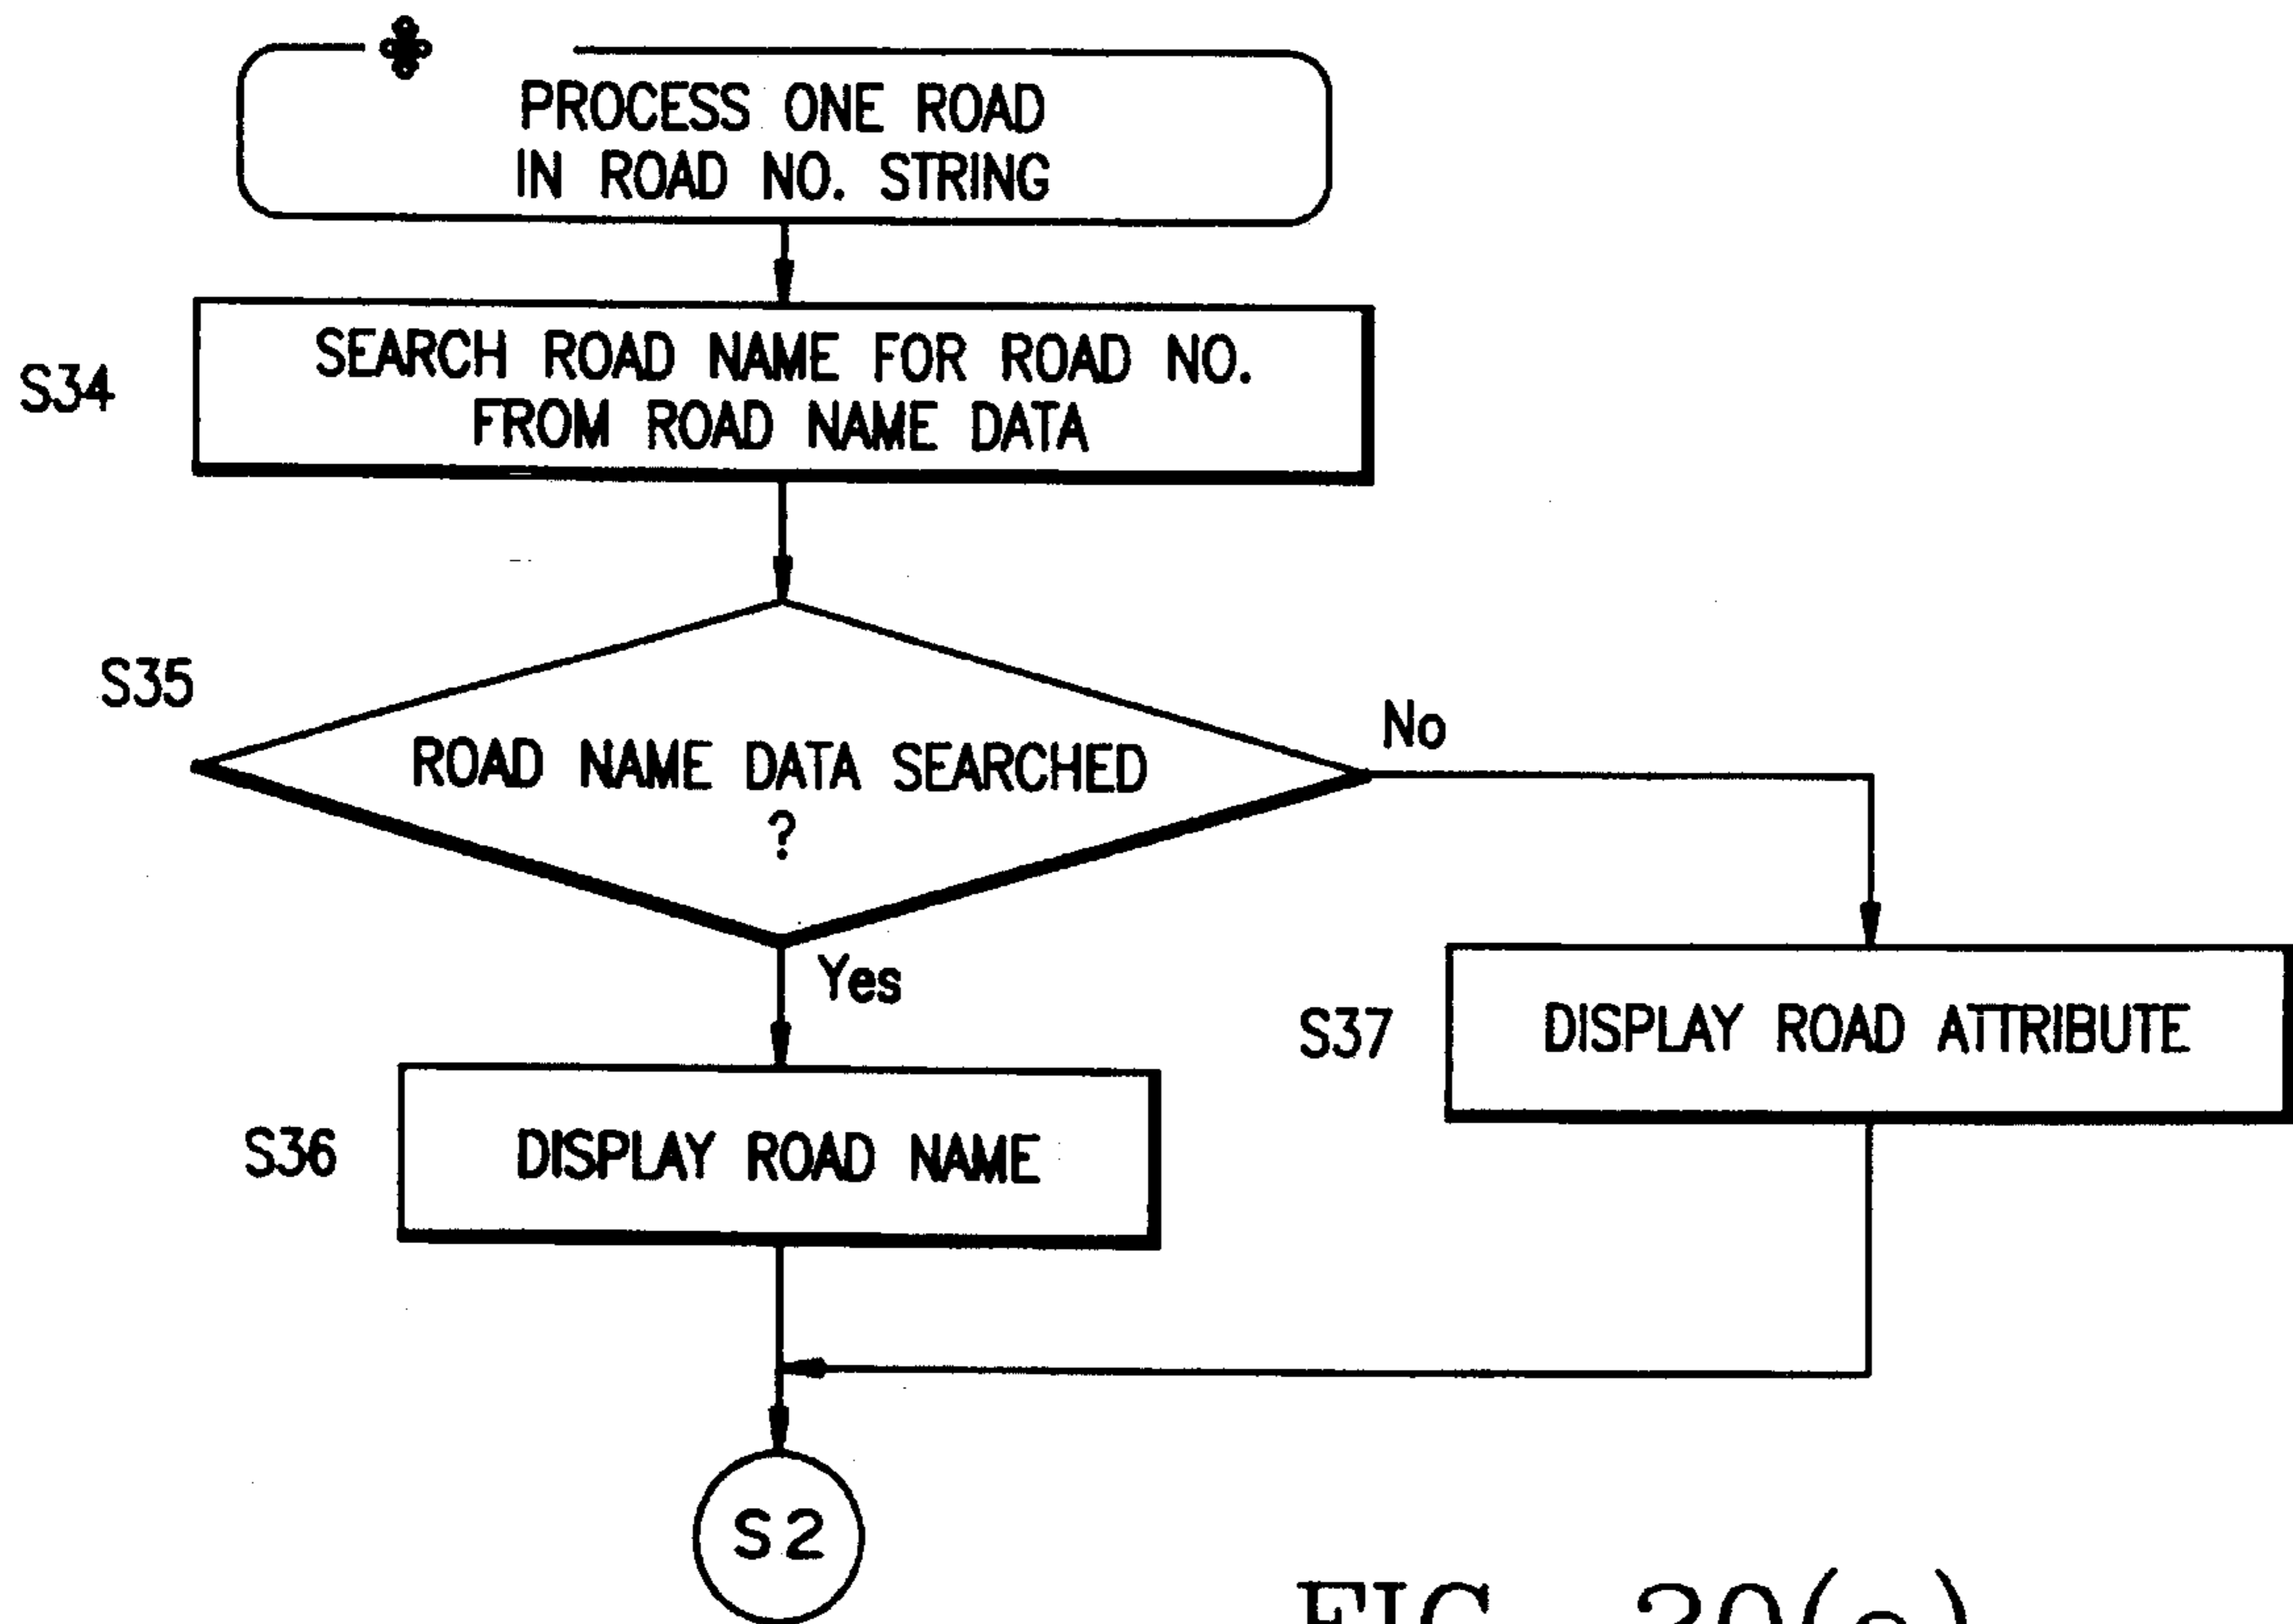 PROCESS ONE ROAD
IN ROAD NO. STRING
S34
SEARCH ROAD NAME FOR ROAD NO.
FROM ROAD NAME DATA
S35
ROAD NAME DATA SEARCHED
?
No
Yes
S37
DISPLAY ROAD ATTRIBUTE
S36
DISPLAY ROAD NAME
S2
FIG.